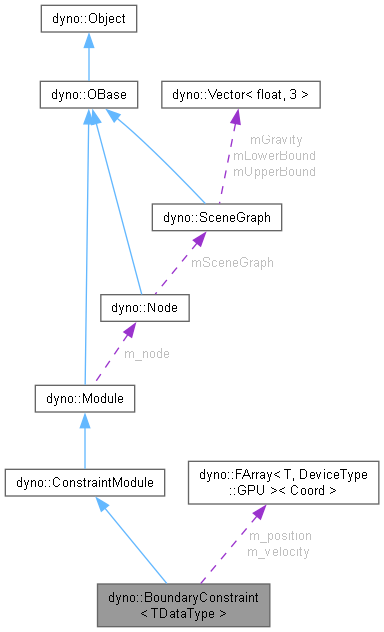 dyno::Object
dyno::OBase
dyno::Vector< float, 3 >
mGravity
mLowerBound
mUpperBound
dyno::SceneGraph
mSceneGraph
dyno::Node
m_node
dyno::Module
dyno::ConstraintModule
dyno::FArray< T, DeviceType
::GPU >< Coord >
m_position
m_velocity
dyno::BoundaryConstraint
< TDataType >